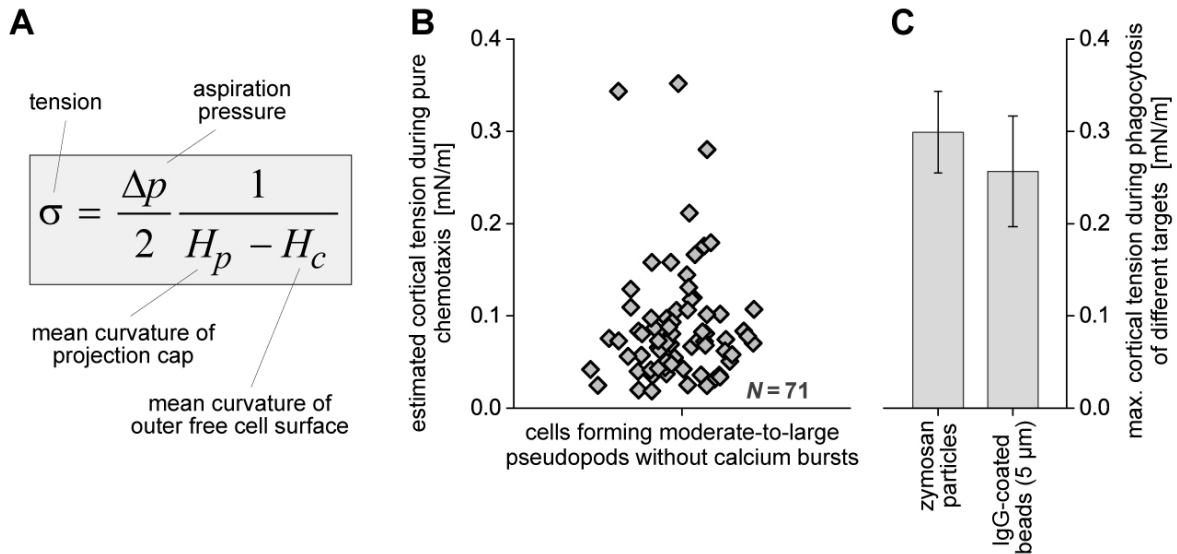 A
tension
aspiration
pressure
σ = Δp/2 1/(H_p − H_c)
mean curvature of
projection cap
mean curvature of
outer free cell surface
B
estimated cortical tension during pure
chemotaxis [mN/m]
0.4
0.3
0.2
0.1
0.0
N = 71
cells forming moderate-to-large
pseudopods without calcium bursts
C
0.4
0.3
0.2
0.1
0.0
max. cortical tension during phagocytosis
of different targets [mN/m]
zymosan
particles
IgG-coated
beads (5 µm)